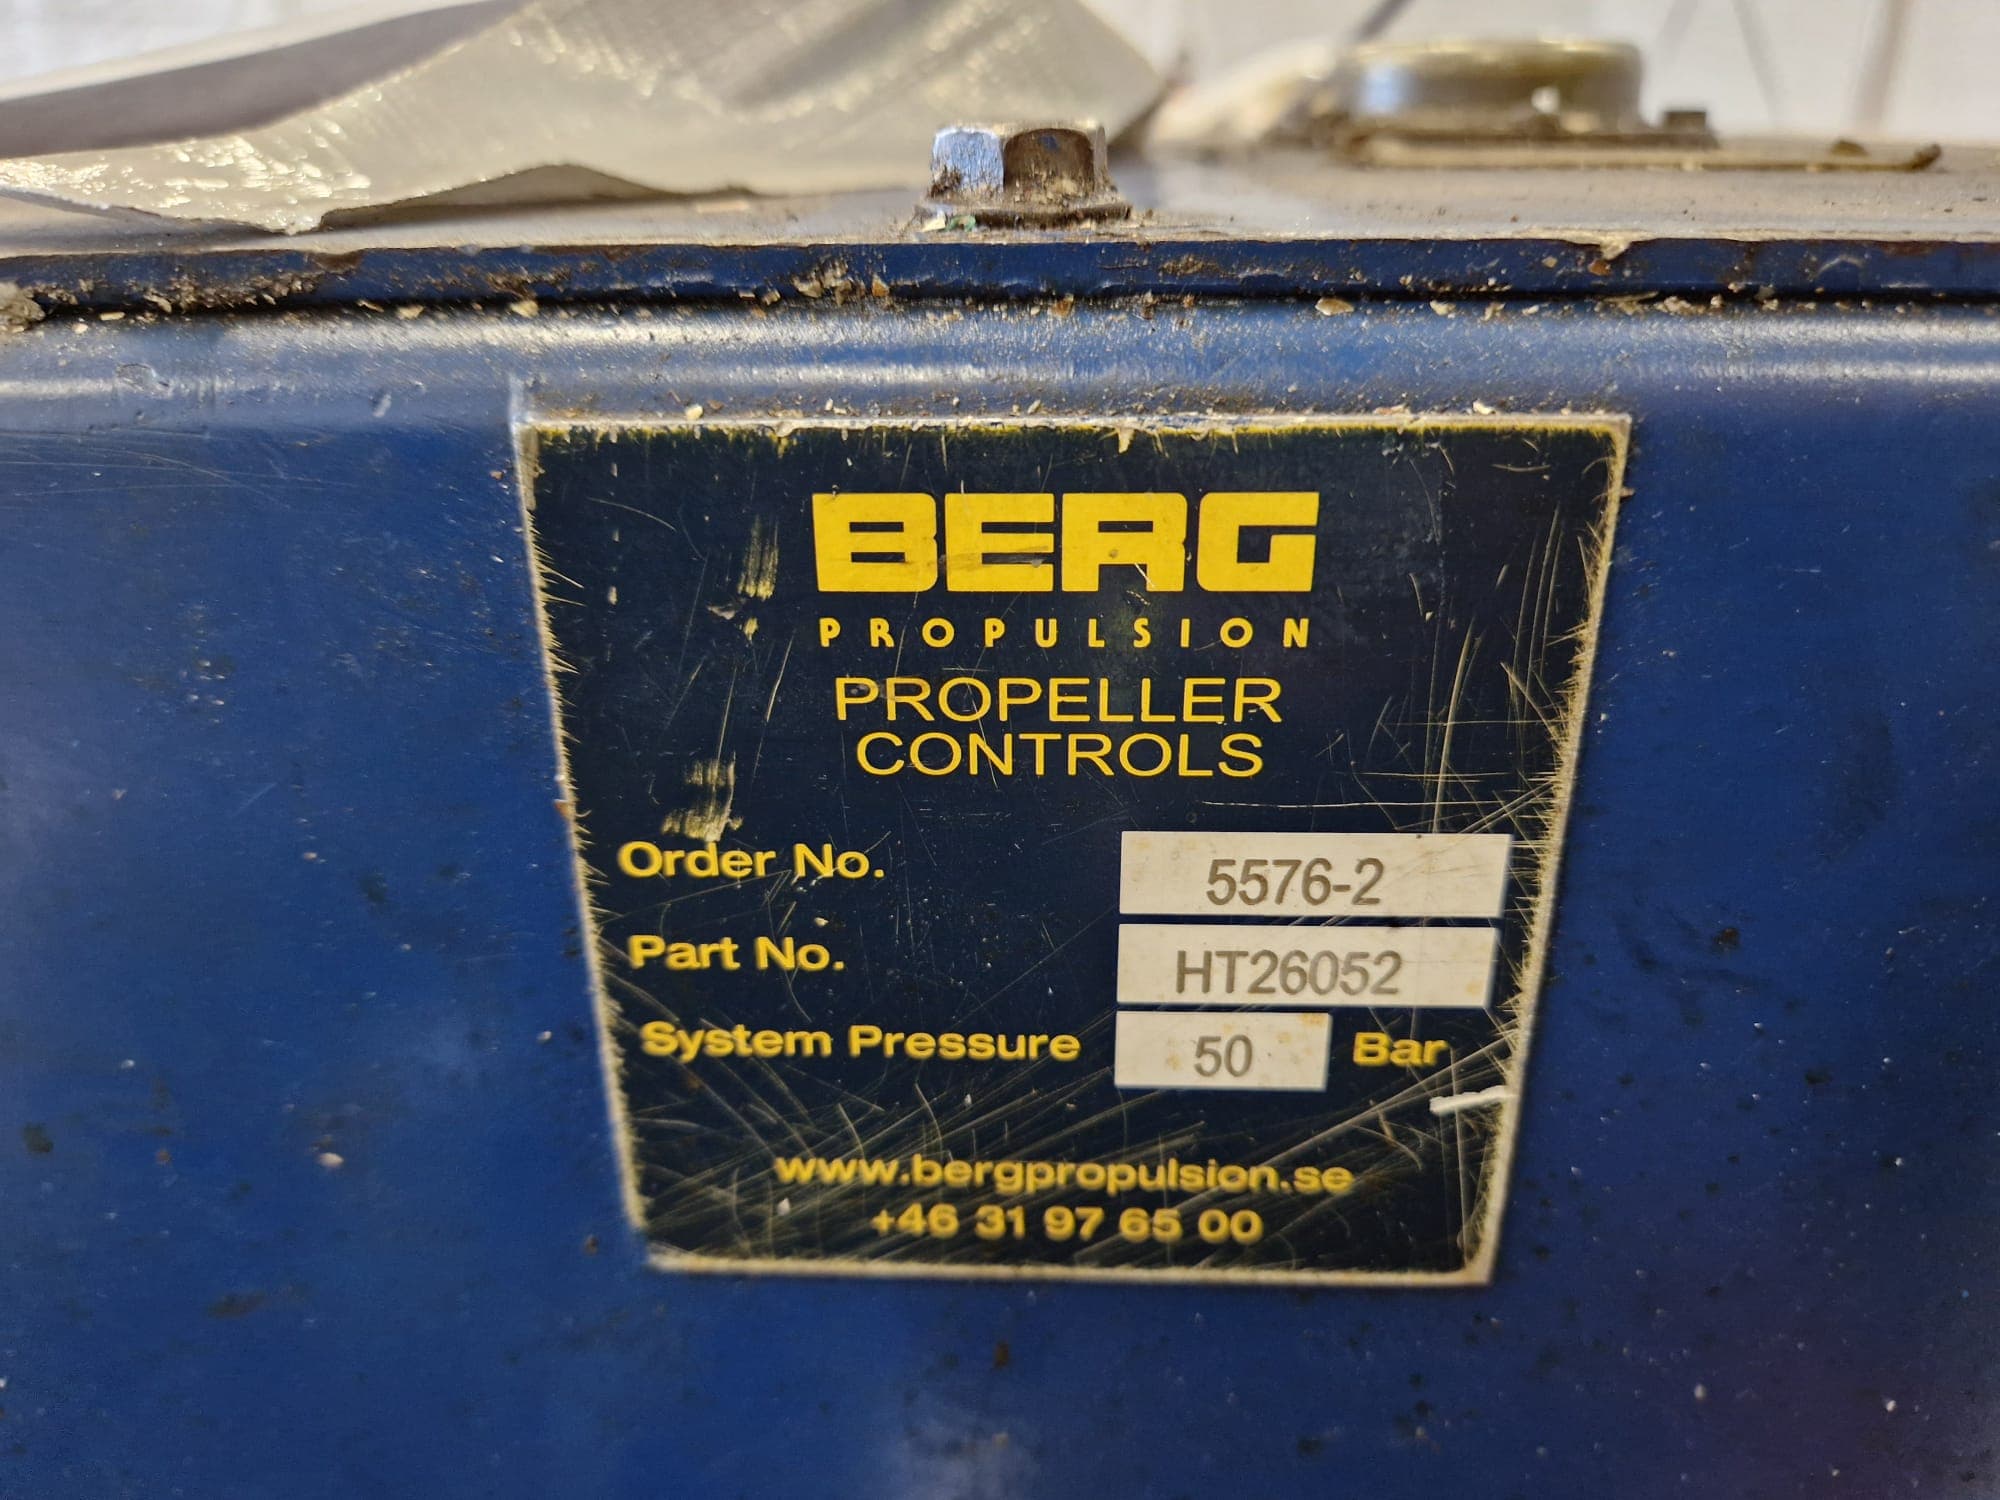 BERG
PROPULSION
PROPELLER
CONTROLS
Order No. 5576-2
Part No. HT26052
System Pressure 50 Bar
www.bergpropulsion.se
+46 31 97 65 00